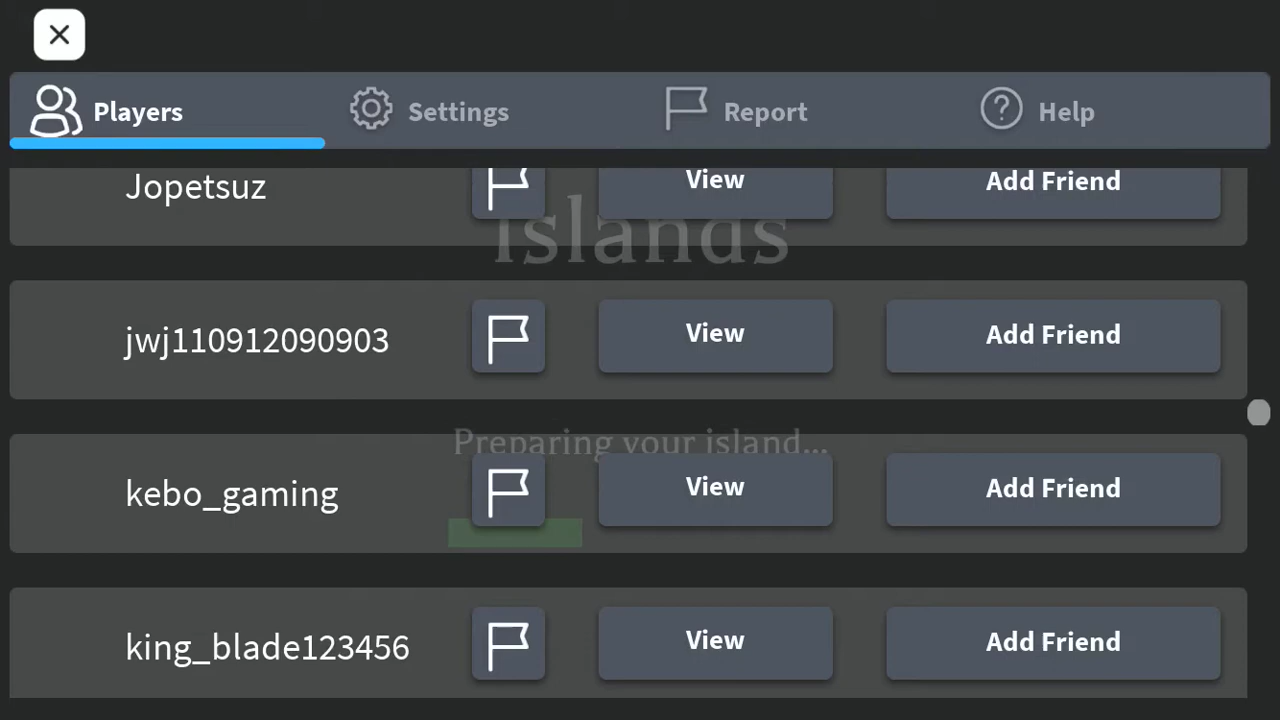 Players Settings Report Help
Jopetsuz View Add Friend
Islands
jwj110912090903 View Add Friend
Preparing your island...
kebo_gaming View Add Friend
king_blade123456 View Add Friend